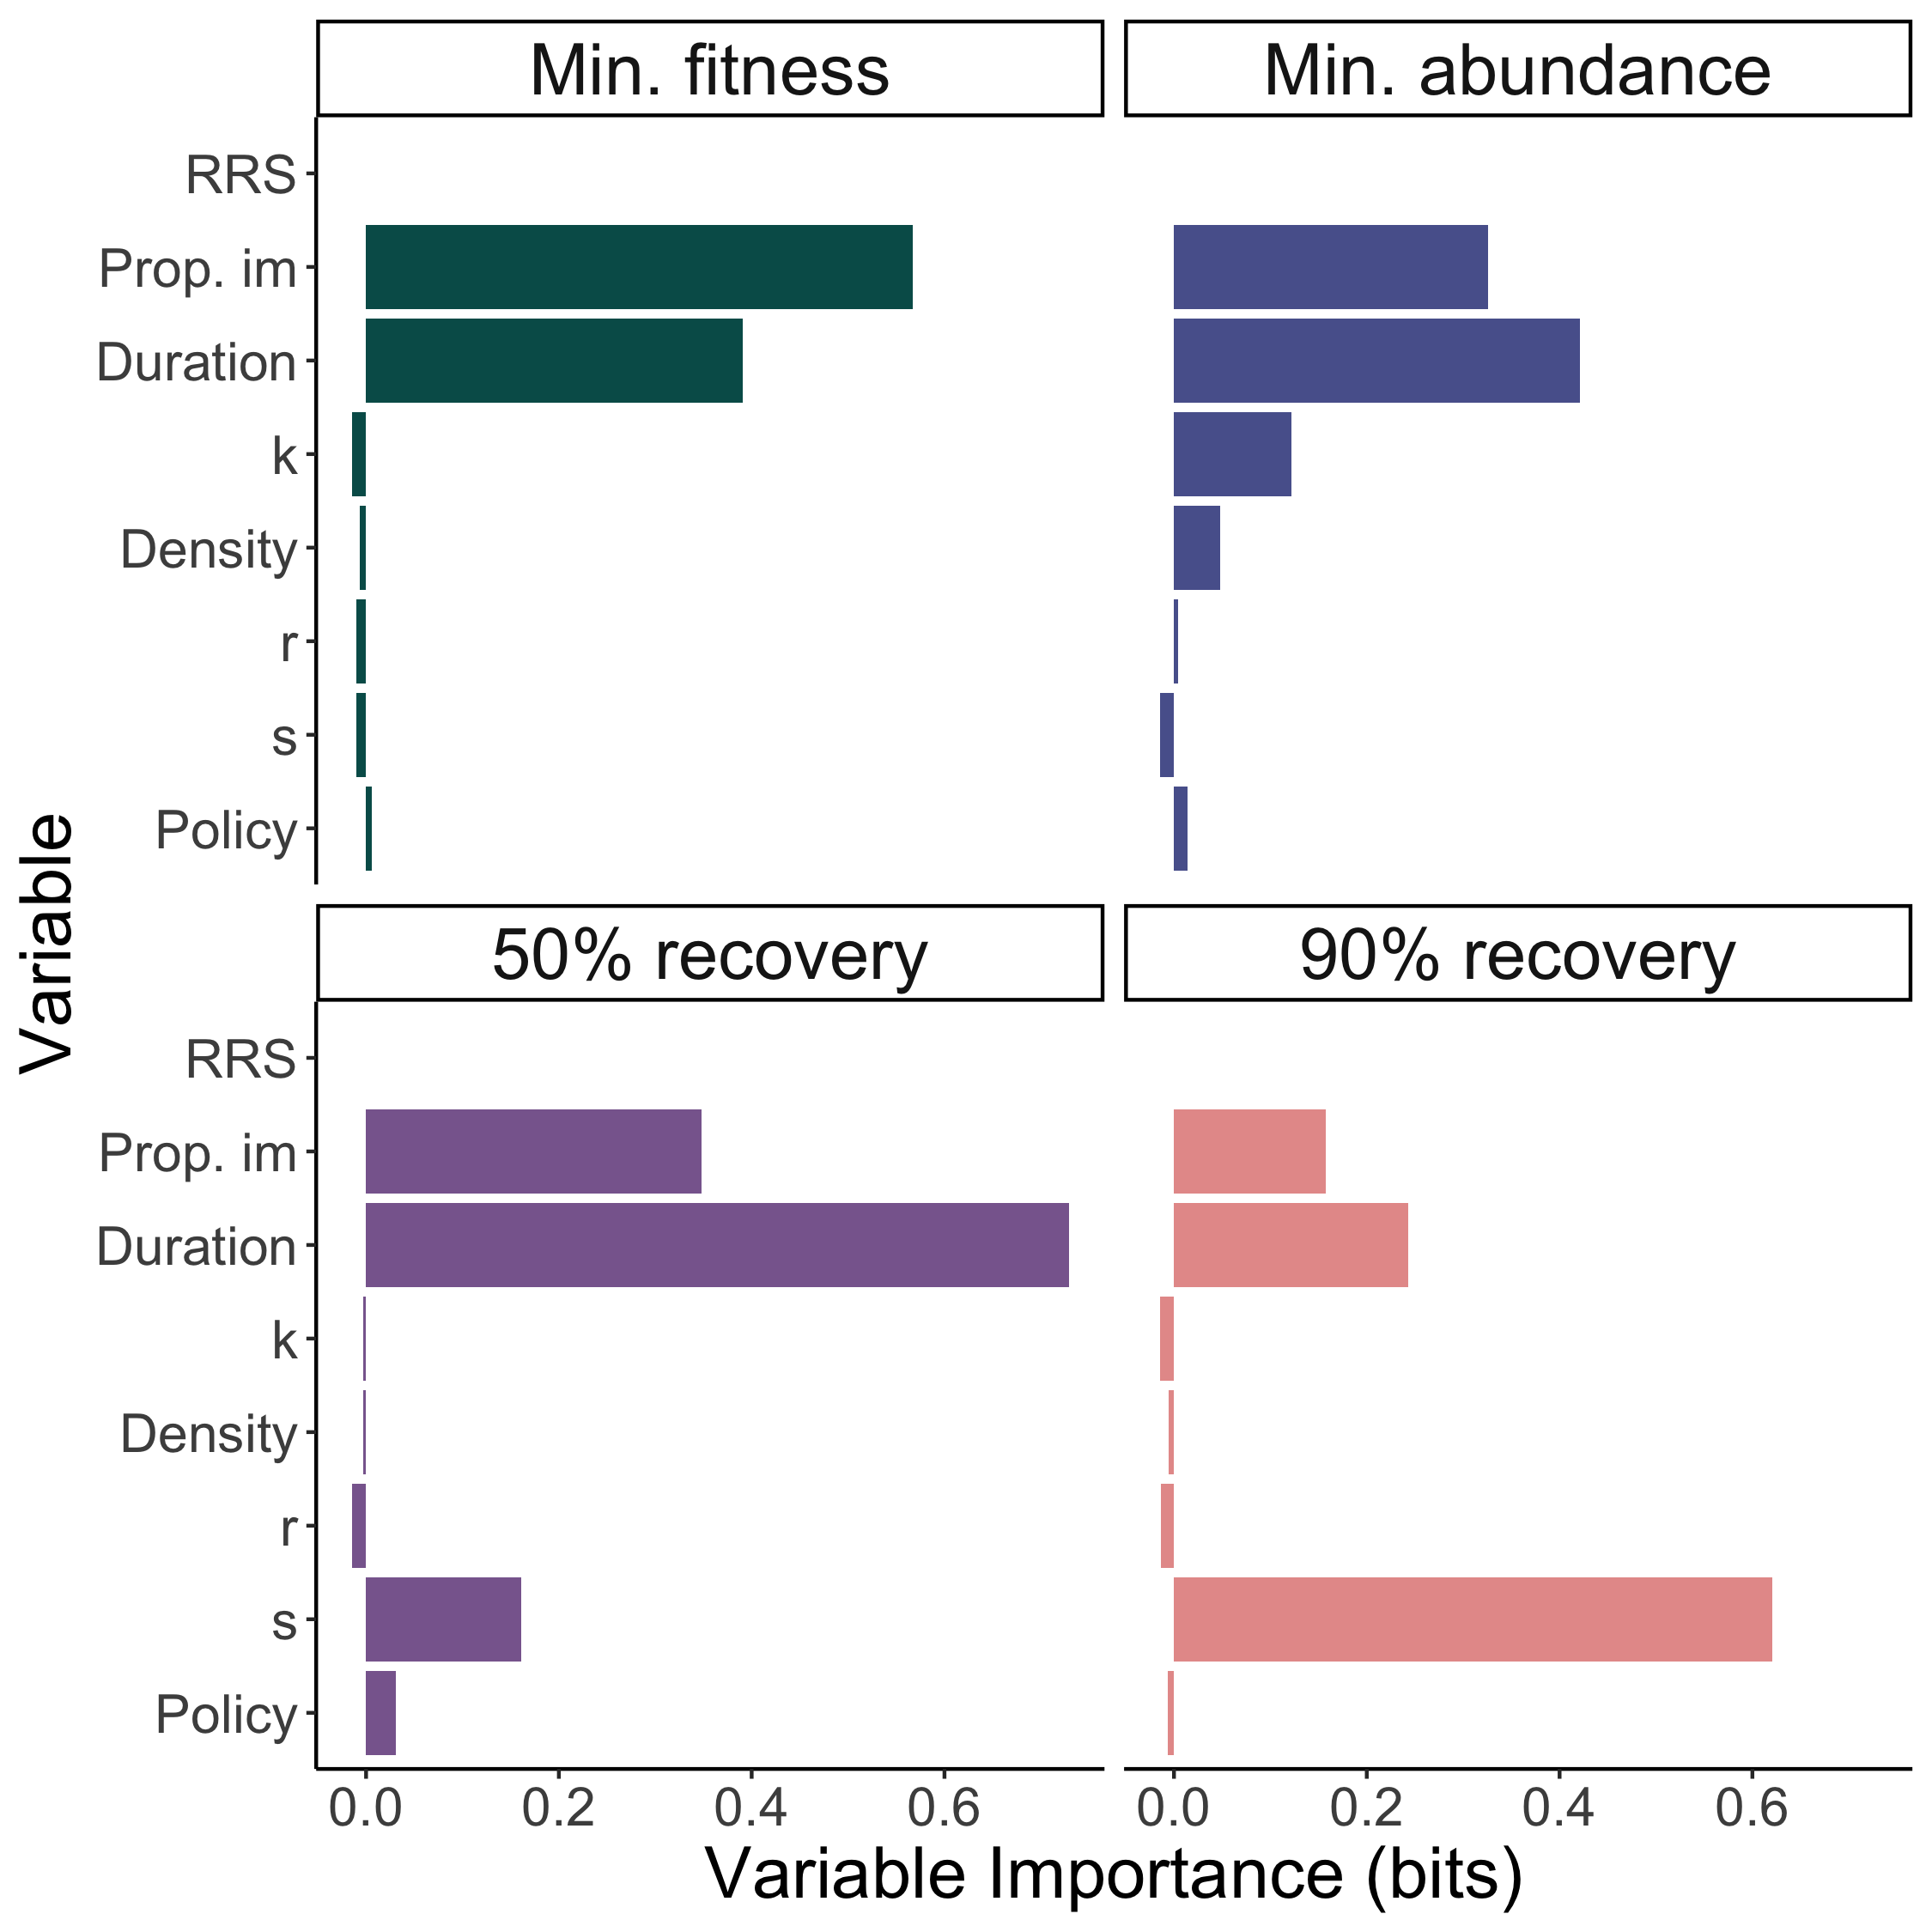 Min. fitness
Min. abundance
RRS
Prop. im
Duration
k
Density
r
s
Policy
Variable
50% recovery
90% recovery
RRS
Prop. im
Duration
k
Density
r
s
Policy
0.0 0.2 0.4 0.6
0.0 0.2 0.4 0.6
Variable Importance (bits)